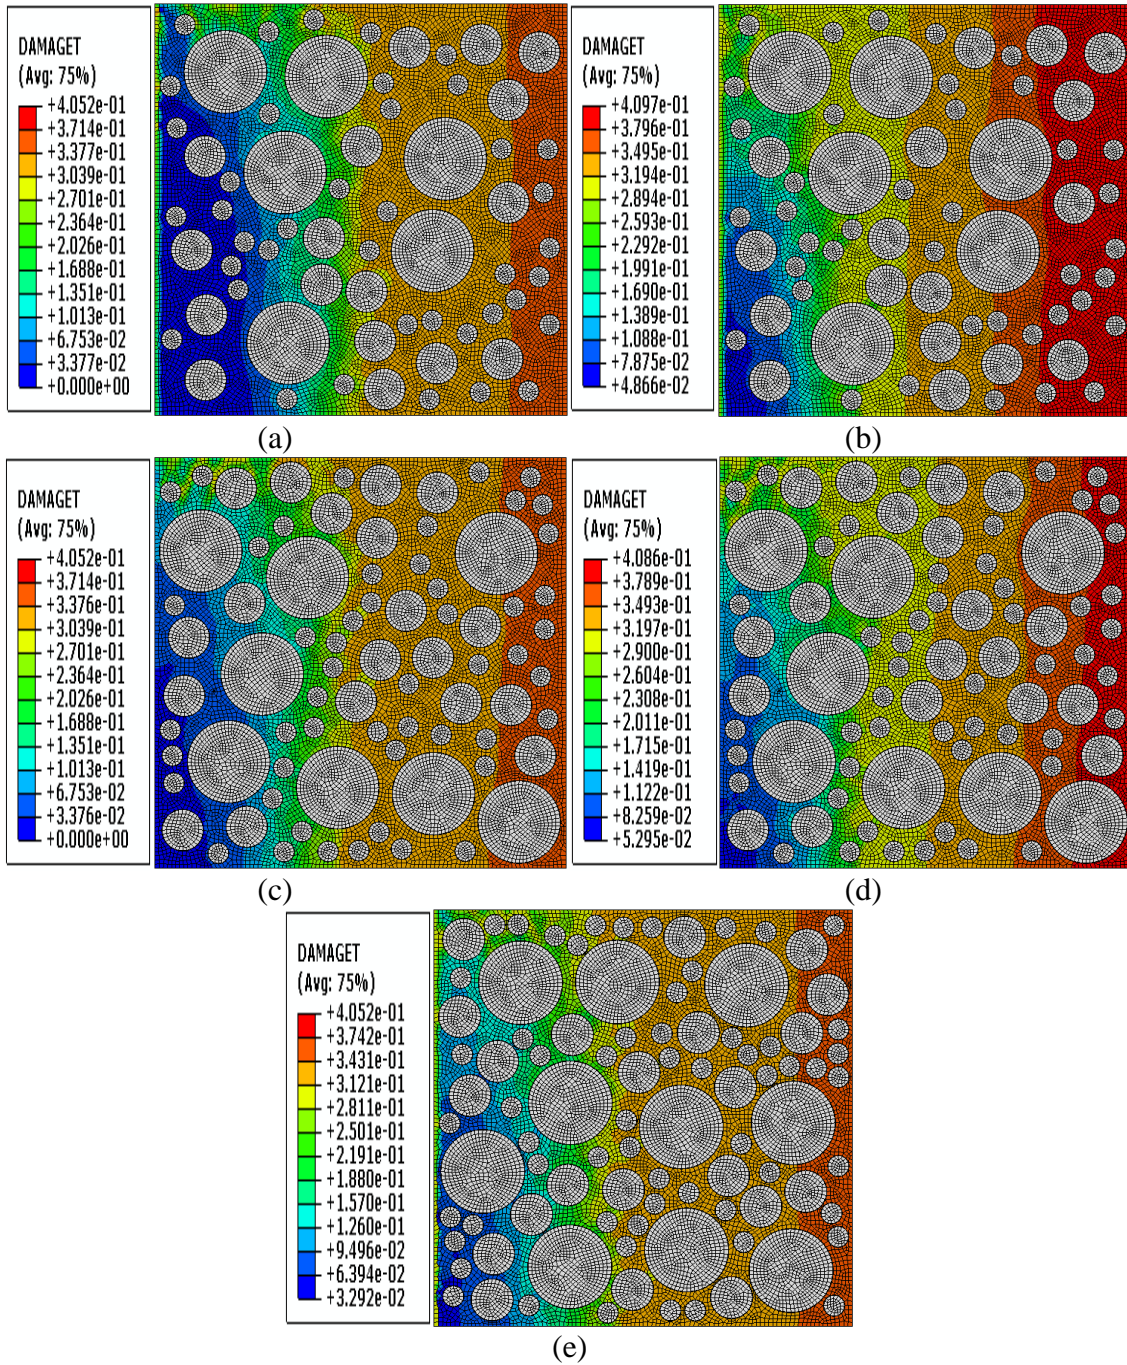 DAMAGET
(Avg: 75%)
+4.052e-01
+3.714e-01
+3.377e-01
+3.039e-01
+2.701e-01
+2.364e-01
+2.026e-01
+1.688e-01
+1.351e-01
+1.013e-01
+6.753e-02
+3.377e-02
+0.000e+00
(a)
DAMAGET
(Avg: 75%)
+4.097e-01
+3.796e-01
+3.495e-01
+3.194e-01
+2.894e-01
+2.593e-01
+2.292e-01
+1.991e-01
+1.690e-01
+1.389e-01
+1.088e-01
+7.875e-02
+4.866e-02
(b)
DAMAGET
(Avg: 75%)
+4.052e-01
+3.714e-01
+3.376e-01
+3.039e-01
+2.701e-01
+2.364e-01
+2.026e-01
+1.688e-01
+1.351e-01
+1.013e-01
+6.753e-02
+3.376e-02
+0.000e+00
(c)
DAMAGET
(Avg: 75%)
+4.086e-01
+3.789e-01
+3.493e-01
+3.197e-01
+2.900e-01
+2.604e-01
+2.308e-01
+2.011e-01
+1.715e-01
+1.419e-01
+1.122e-01
+8.259e-02
+5.295e-02
(d)
DAMAGET
(Avg: 75%)
+4.052e-01
+3.742e-01
+3.431e-01
+3.121e-01
+2.811e-01
+2.501e-01
+2.191e-01
+1.880e-01
+1.570e-01
+1.260e-01
+9.496e-02
+6.394e-02
+3.292e-02
(e)